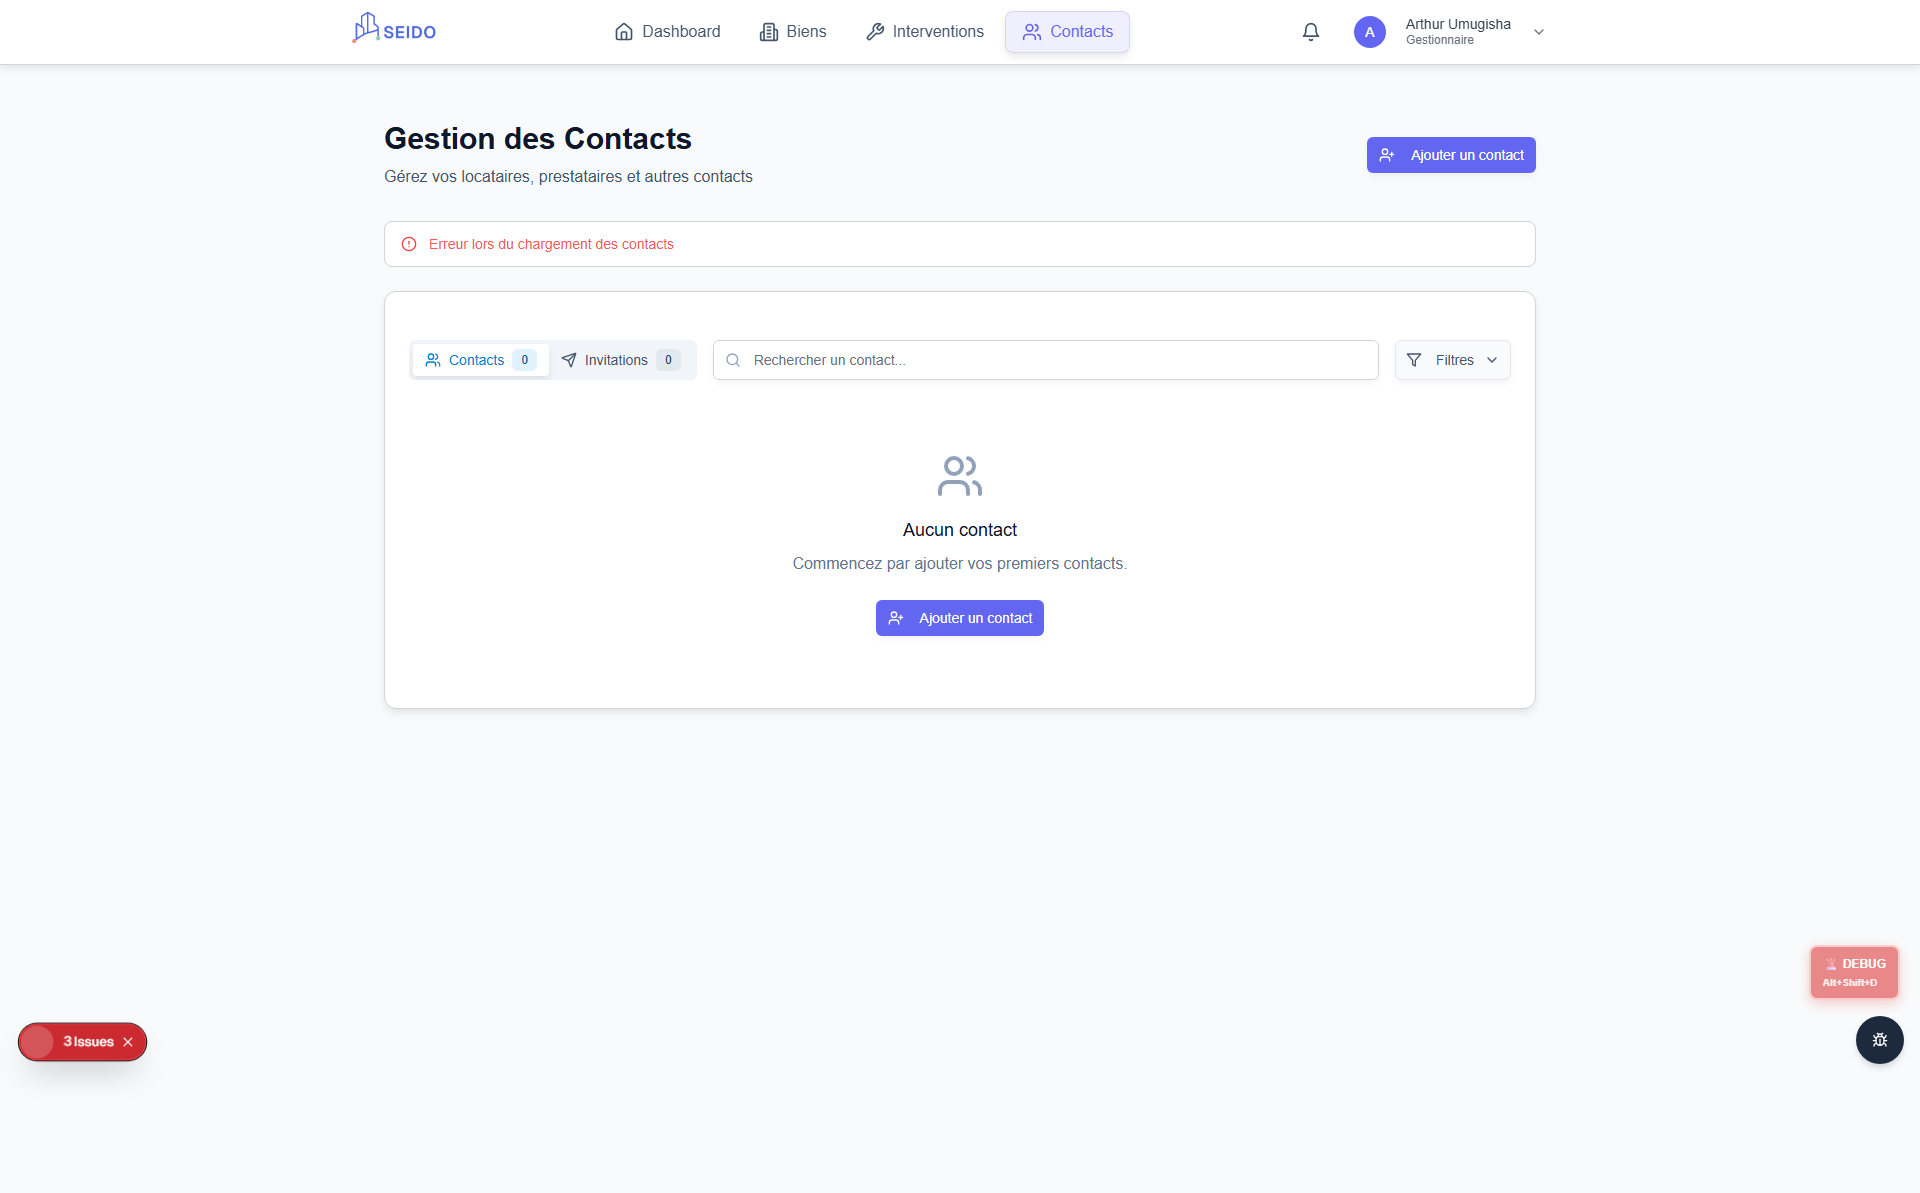 SEIDO
Dashboard
Biens
Interventions
Contacts
A
Arthur Umugisha
Gestionnaire
Gestion des Contacts
Gérez vos locataires, prestataires et autres contacts
Ajouter un contact
Erreur lors du chargement des contacts
Contacts 0
Invitations 0
Rechercher un contact...
Filtres
Aucun contact
Commencez par ajouter vos premiers contacts.
Ajouter un contact
DEBUG
Alt+Shift+D
3 Issues